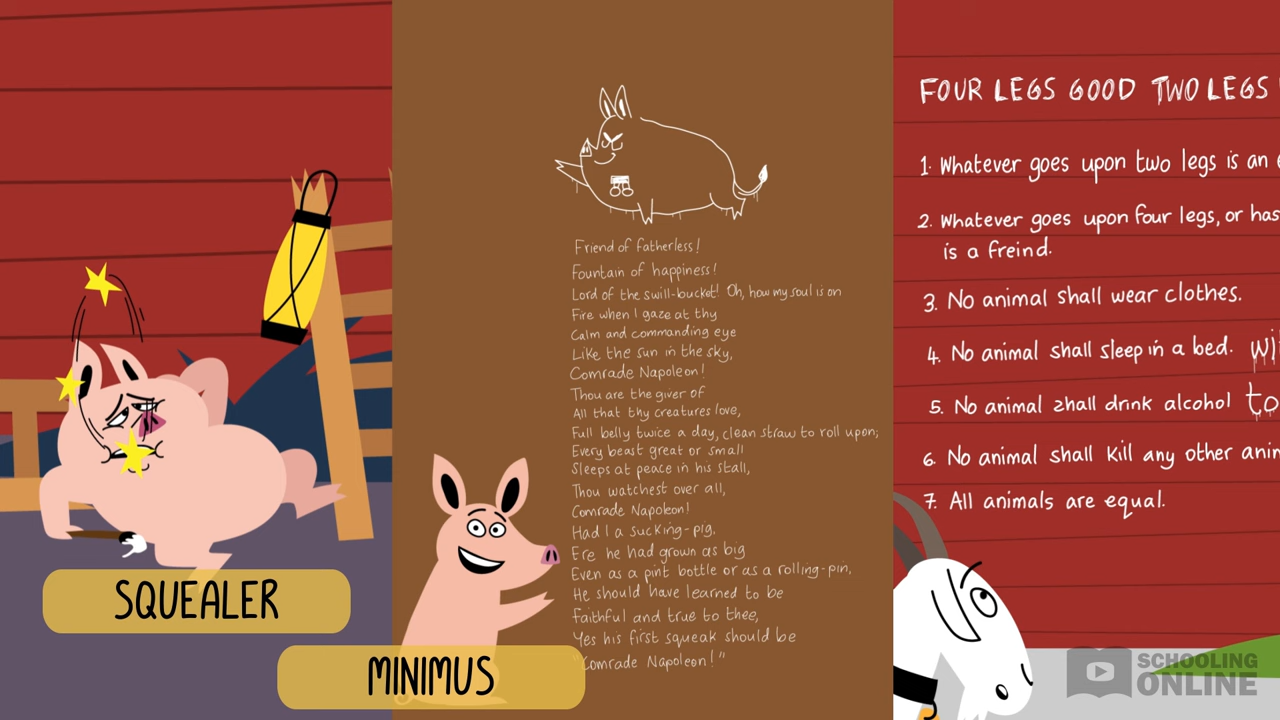 SQUEALER
MINIMUS
Friend of fatherless!
Fountain of happiness!
Lord of the swill-bucket! Oh, how my soul is on
Fire when I gaze at thy
Calm and commanding eye
Like the sun in the sky,
Comrade Napoleon!
Thou are the giver of
All that thy creatures love,
Full belly twice a day, clean straw to roll upon;
Every beast great or small
Sleeps at peace in his stall,
Thou watchest over all,
Comrade Napoleon!
Had I a sucking-pig,
Ere he had grown as big
Even as a pint bottle or as a rolling-pin,
He should have learned to be
Faithful and true to thee,
Yes his first squeak should be
"Comrade Napoleon!"
FOUR LEGS GOOD TWO LEGS
1. Whatever goes upon two legs is an
2. Whatever goes upon four legs, or has
is a freind.
3. No animal shall wear clothes.
4. No animal shall sleep in a bed. wi
5. No animal shall drink alcohol to
6. No animal shall kill any other anim
7. All animals are equal.
SCHOOLING
ONLINE